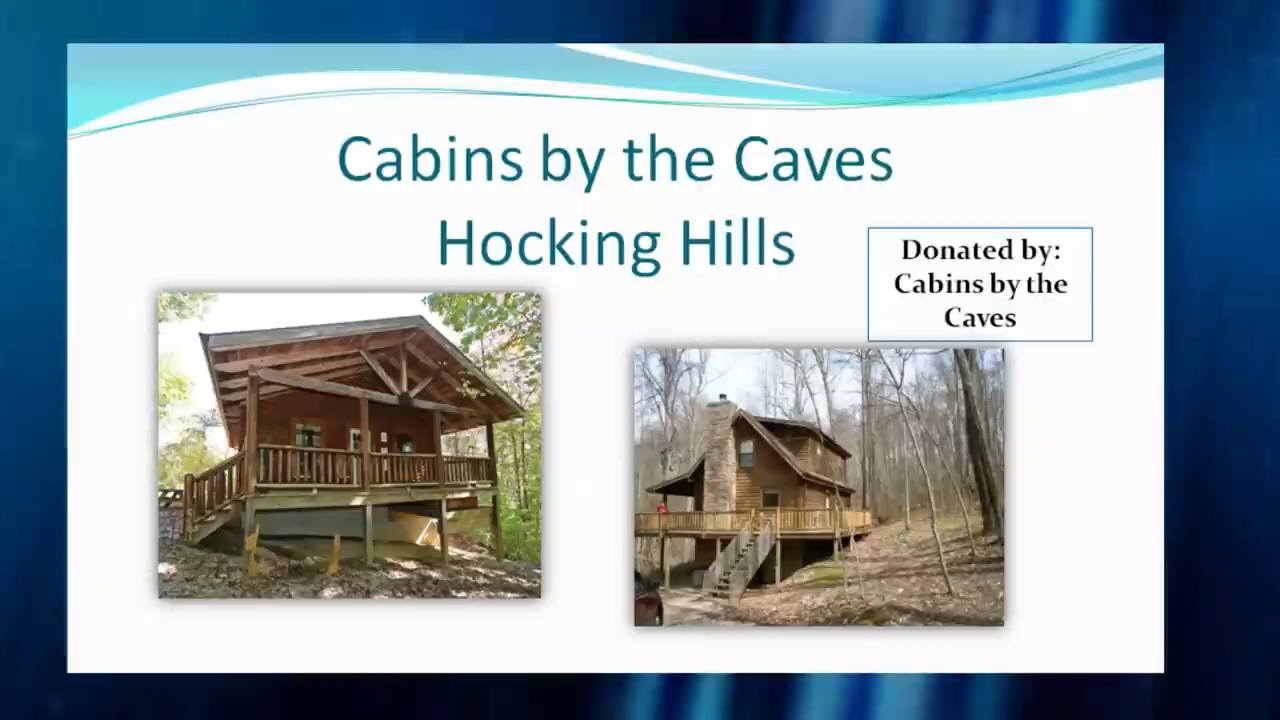 Cabins by the Caves
Hocking Hills
Donated by:
Cabins by the
Caves